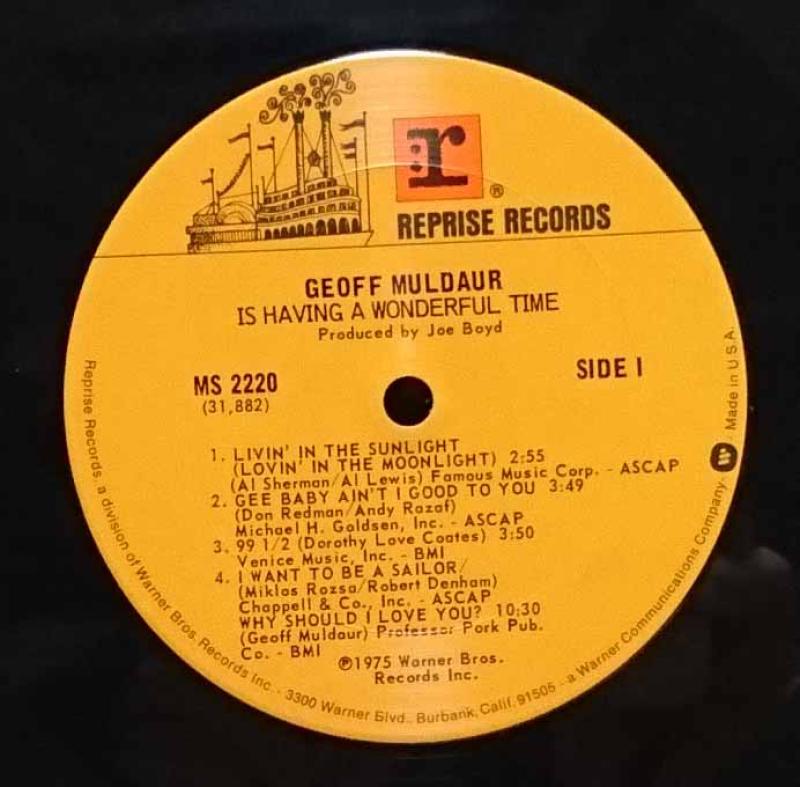 r
®
REPRISE RECORDS
GEOFF MULDAUR
IS HAVING A WONDERFUL TIME
Produced by Joe Boyd
MS 2220
(31,882)
SIDE 1
1. LIVIN' IN THE SUNLIGHT
(LOVIN' IN THE MOONLIGHT) 2:55
(Al Sherman/Al Lewis) Famous Music Corp. - ASCAP
2. GEE BABY AIN'T I GOOD TO YOU 3:49
(Don Redman/Andy Razaf)
Michael H. Goldsen, Inc. - ASCAP
3. 99 1/2 (Dorothy Love Coates) 3:50
Venice Music, Inc. - BMI
4. I WANT TO BE A SAILOR/
(Miklos Rozsa/Robert Denham)
Chappell & Co., Inc. - ASCAP
WHY SHOULD I LOVE YOU? 10:30
(Geoff Muldaur) Professor Pork Pub.
Co. - BMI
℗1975 Warner Bros.
Records Inc.
Reprise Records, a division of Warner Bros. Records Inc. - 3300 Warner Blvd., Burbank, Calif. 91505 - a Warner Communications Company - W - Made in U.S.A.